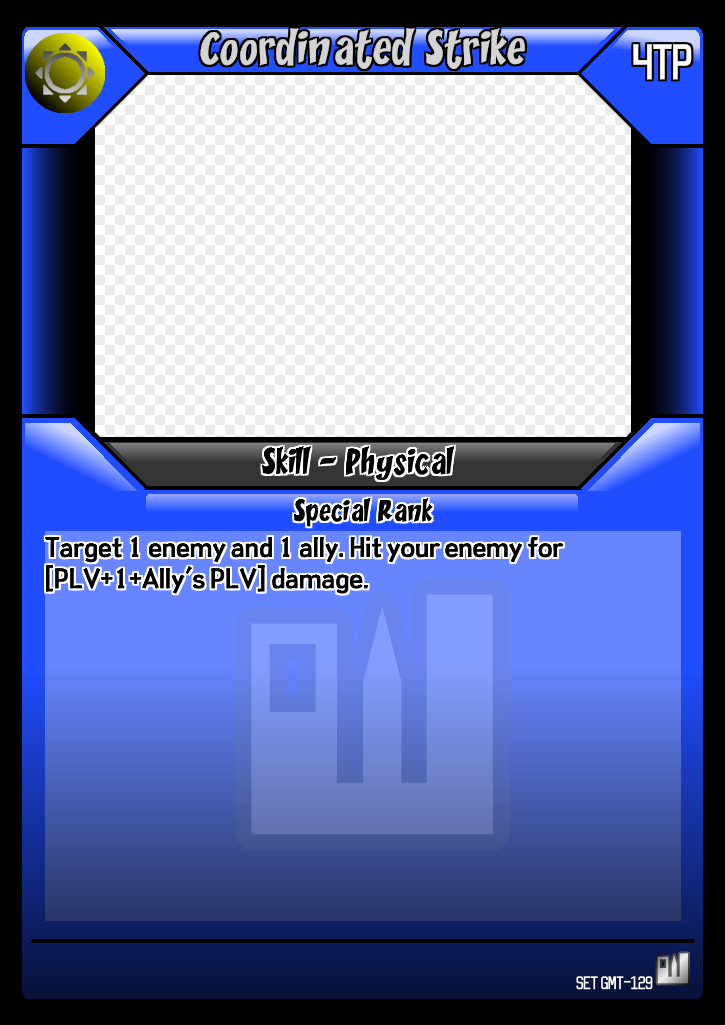 Coordinated Strike
4TP
Skill - Physical
Special Rank
Target 1 enemy and 1 ally. Hit your enemy for
[PLV+1+Ally's PLV] damage.
SET GMT-129